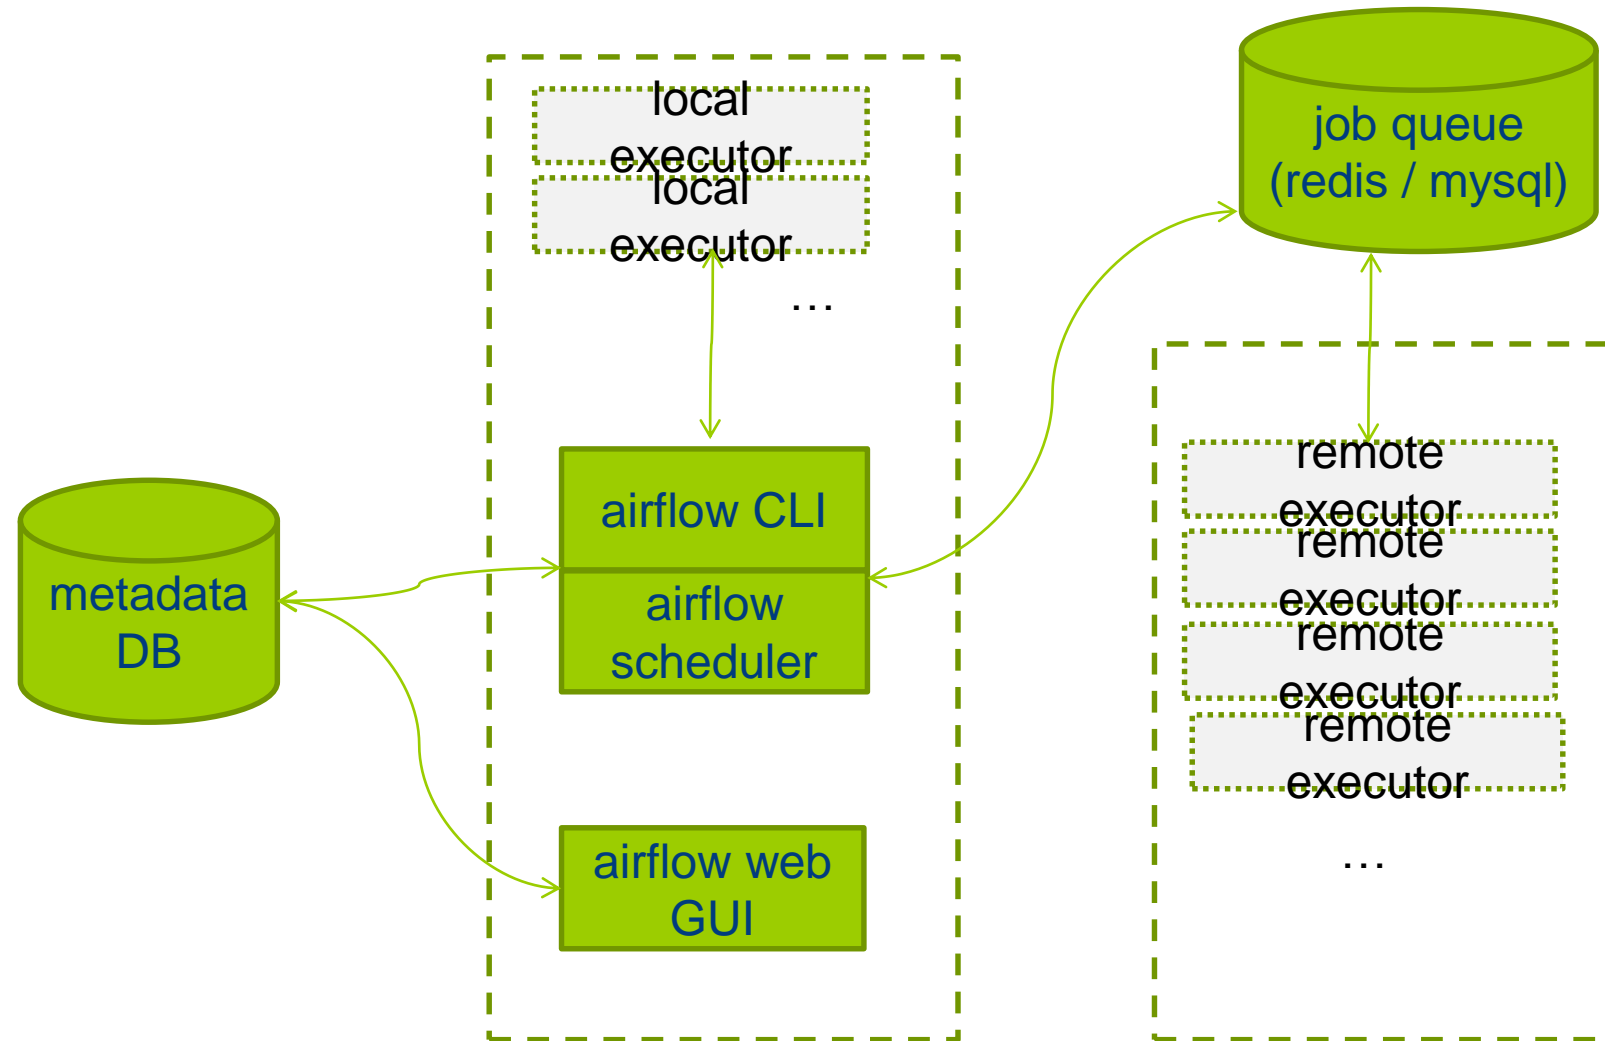 local
executor
local
executor
…
job queue
(redis / mysql)
airflow CLI
airflow
scheduler
metadata
DB
airflow web
GUI
remote
executor
remote
executor
remote
executor
remote
executor
…